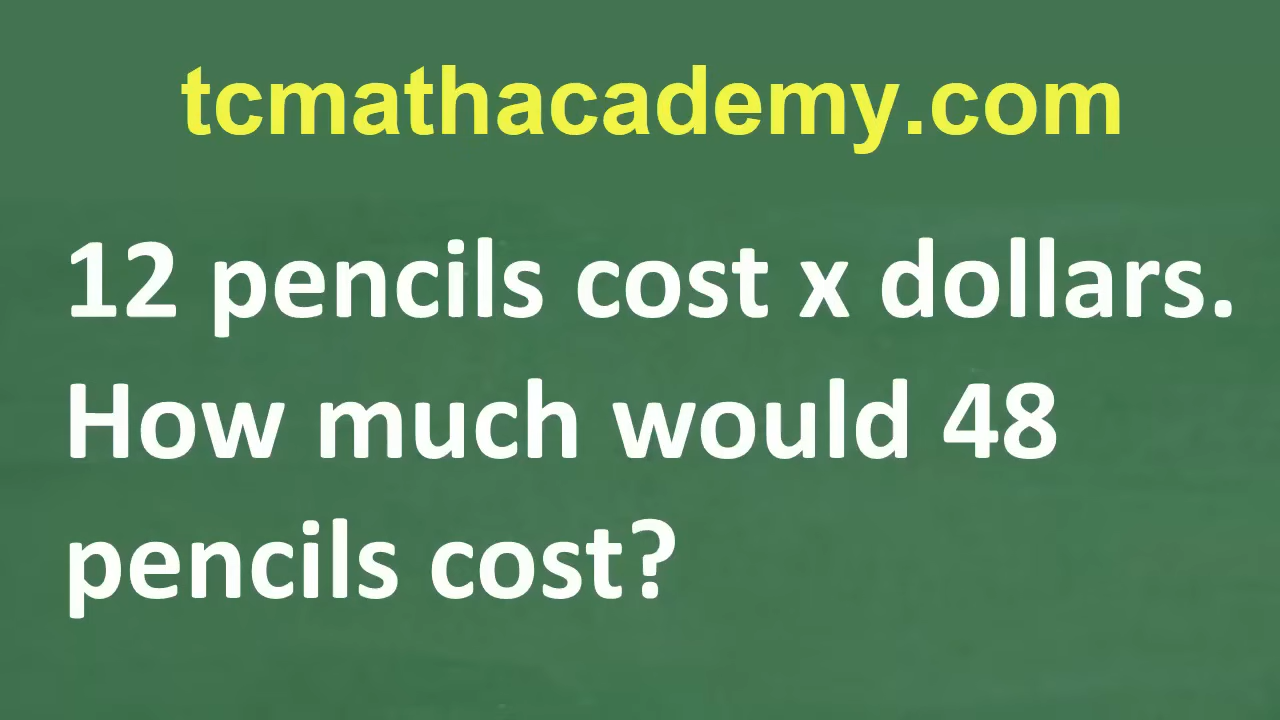 tcmathacademy.com
12 pencils cost x dollars.
How much would 48
pencils cost?